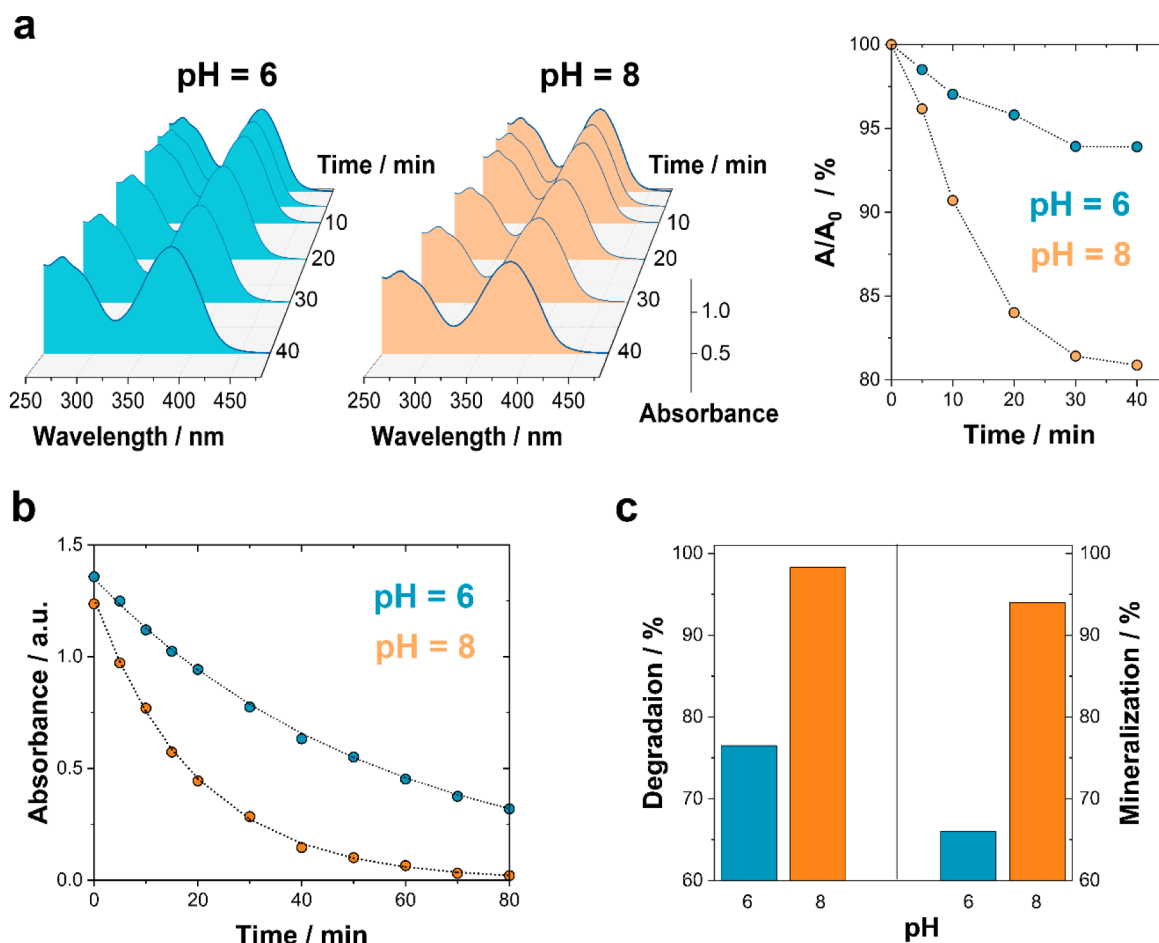 a
pH = 6
pH = 8
Time / min
10
20
30
40
250 300 350 400 450
Wavelength / nm
Time / min
10
20
30
40
250 300 350 400 450
Wavelength / nm
1.0
0.5
Absorbance
100
95
90
85
80
A/A0 / %
pH = 6
pH = 8
0 10 20 30 40
Time / min
b
1.5
1.0
0.5
0.0
Absorbance / a.u.
pH = 6
pH = 8
0 20 40 60 80
Time / min
c
100
90
80
70
60
Degradaion / %
100
90
80
70
60
Mineralization / %
6 8 6 8
pH